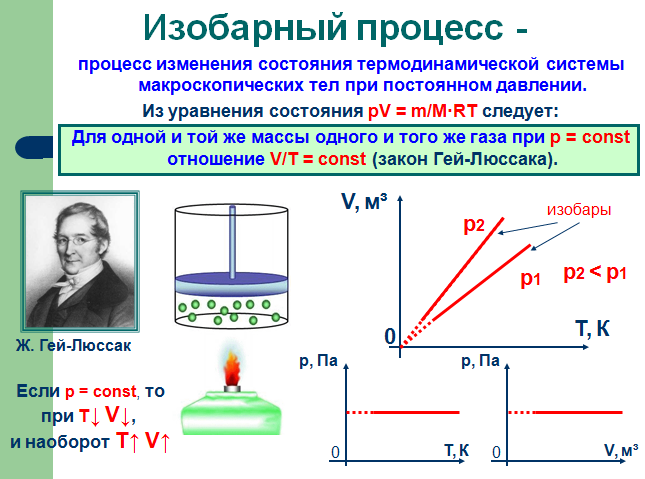 Изобарный процесс -
процесс изменения состояния термодинамической системы
макроскопических тел при постоянном давлении.
Из уравнения состояния pV = m/M·RT следует:
Для одной и той же массы одного и того же газа при p = const
отношение V/T = const (закон Гей-Люссака).
V, м³
p2
изобары
p1
p2 < p1
0
T, К
Ж. Гей-Люссак
Если p = const, то
при T↓ V↓,
и наоборот T↑ V↑
p, Па
0
T, К
p, Па
0
V, м³